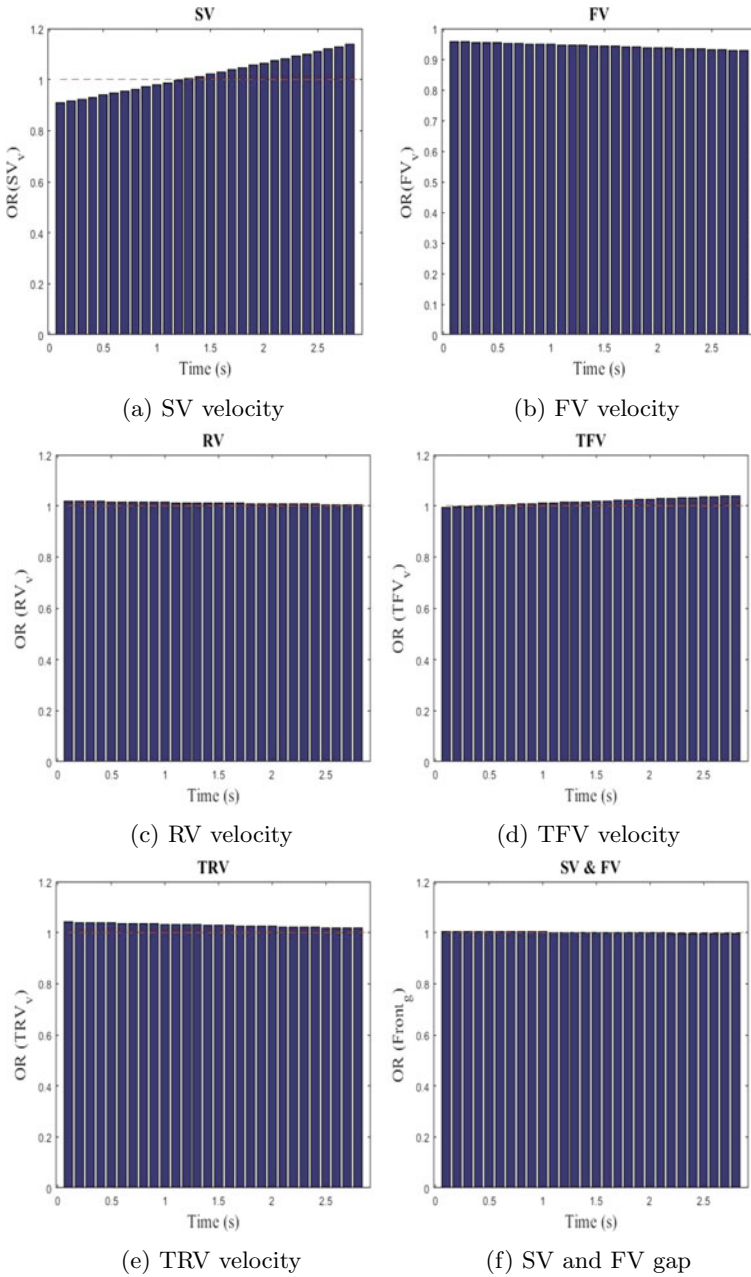 SV
1.2
1
0.8
0.6
0.4
0.2
0
OR(SV_v)
0 0.5 1 1.5 2 2.5
Time (s)
(a) SV velocity
FV
1
0.9
0.8
0.7
0.6
0.5
0.4
0.3
0.2
0.1
0
OR(FV_v)
0 0.5 1 1.5 2 2.5
Time (s)
(b) FV velocity
RV
1.2
1
0.8
0.6
0.4
0.2
0
OR (RV_v)
0 0.5 1 1.5 2 2.5
Time (s)
(c) RV velocity
TFV
1.2
1
0.8
0.6
0.4
0.2
0
OR (TFV_v)
0 0.5 1 1.5 2 2.5
Time (s)
(d) TFV velocity
TRV
1.2
1
0.8
0.6
0.4
0.2
0
OR (TRV_v)
0 0.5 1 1.5 2 2.5
Time (s)
(e) TRV velocity
SV & FV
1.2
1
0.8
0.6
0.4
0.2
0
OR (Front_g)
0 0.5 1 1.5 2 2.5
Time (s)
(f) SV and FV gap